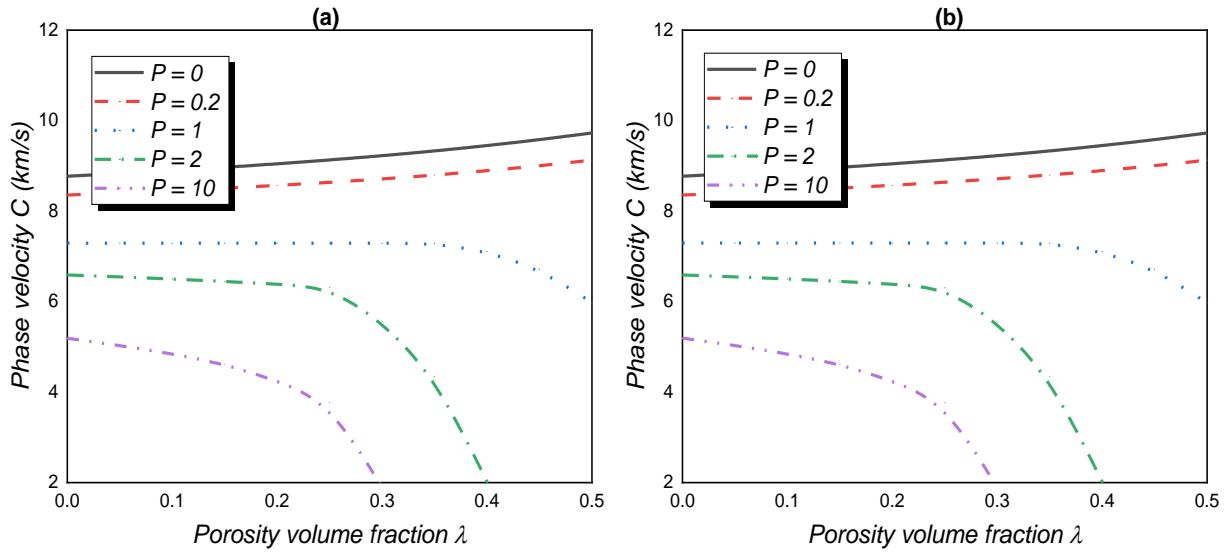 (a)
12
10
8
6
4
2
Phase velocity C (km/s)
P = 0
P = 0.2
P = 1
P = 2
P = 10
0.0 0.1 0.2 0.3 0.4 0.5
Porosity volume fraction λ
(b)
12
10
8
6
4
2
Phase velocity C (km/s)
P = 0
P = 0.2
P = 1
P = 2
P = 10
0.0 0.1 0.2 0.3 0.4 0.5
Porosity volume fraction λ